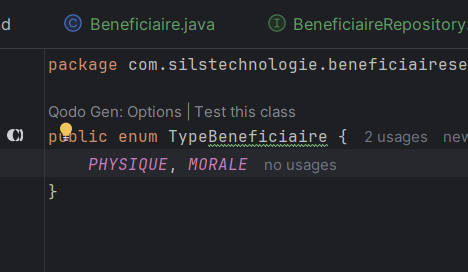 d Beneficiaire.java BeneficiaireRepository
package com.silstechnologie.beneficiairese
Qodo Gen: Options | Test this class
public enum TypeBeneficiaire { 2 usages new
PHYSIQUE, MORALE no usages
}